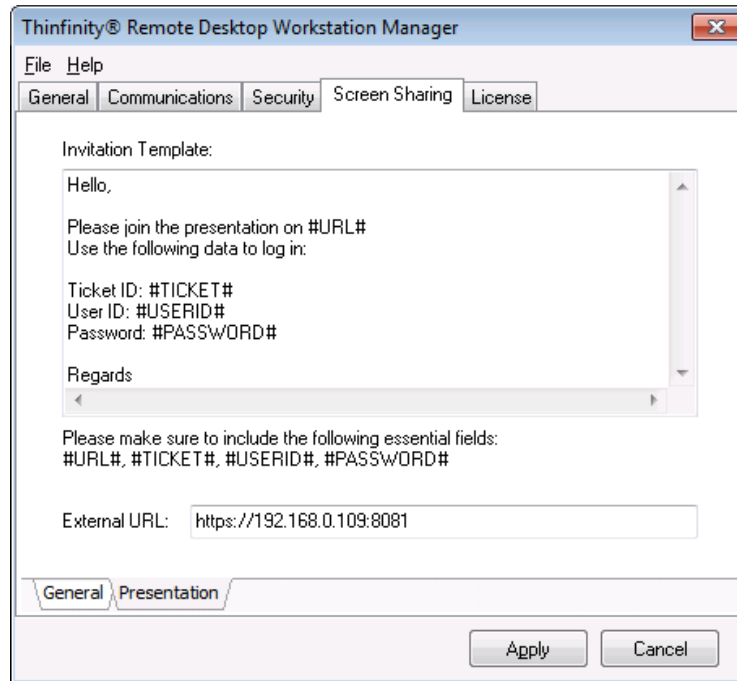 Thinfinity® Remote Desktop Workstation Manager
File Help
General Communications Security Screen Sharing License
Invitation Template:
Hello,
Please join the presentation on #URL#
Use the following data to log in:
Ticket ID: #TICKET#
User ID: #USERID#
Password: #PASSWORD#
Regards
Please make sure to include the following essential fields:
#URL#, #TICKET#, #USERID#, #PASSWORD#
External URL: https://192.168.0.109:8081
General Presentation
Apply Cancel